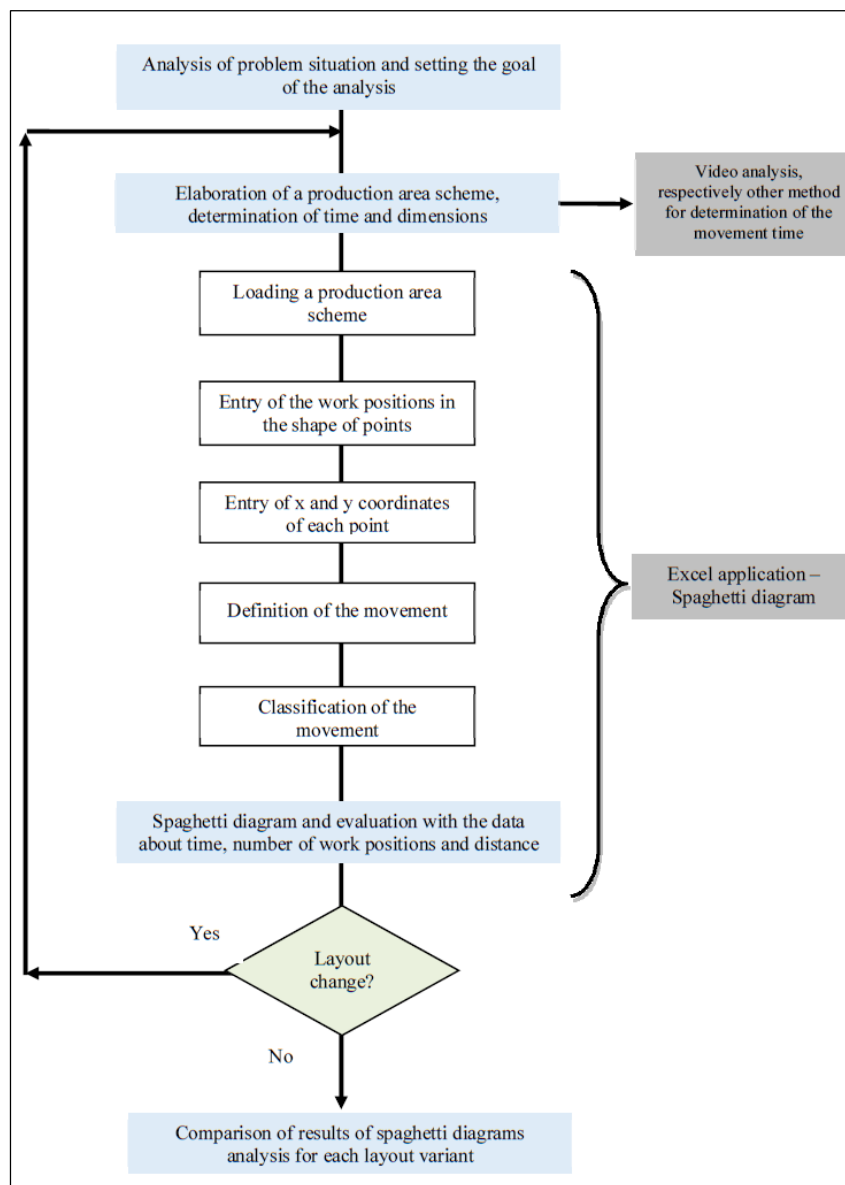 Analysis of problem situation and setting the goal
of the analysis
Elaboration of a production area scheme,
determination of time and dimensions
Video analysis,
respectively other method
for determination of the
movement time
Loading a production area
scheme
Entry of the work positions in
the shape of points
Entry of x and y coordinates
of each point
Definition of the movement
Excel application –
Spaghetti diagram
Classification of the
movement
Spaghetti diagram and evaluation with the data
about time, number of work positions and distance
Yes
Layout
change?
No
Comparison of results of spaghetti diagrams
analysis for each layout variant